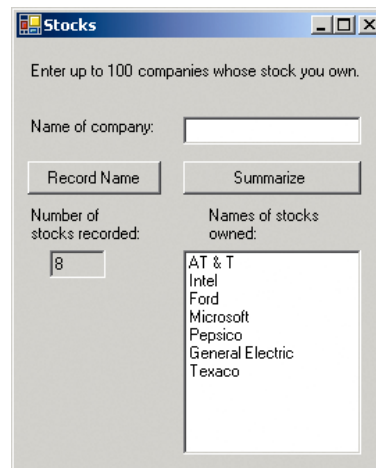 Stocks
Enter up to 100 companies whose stock you own.
Name of company:
Record Name
Summarize
Number of
stocks recorded:
8
Names of stocks
owned:
AT & T
Intel
Ford
Microsoft
Pepsico
General Electric
Texaco